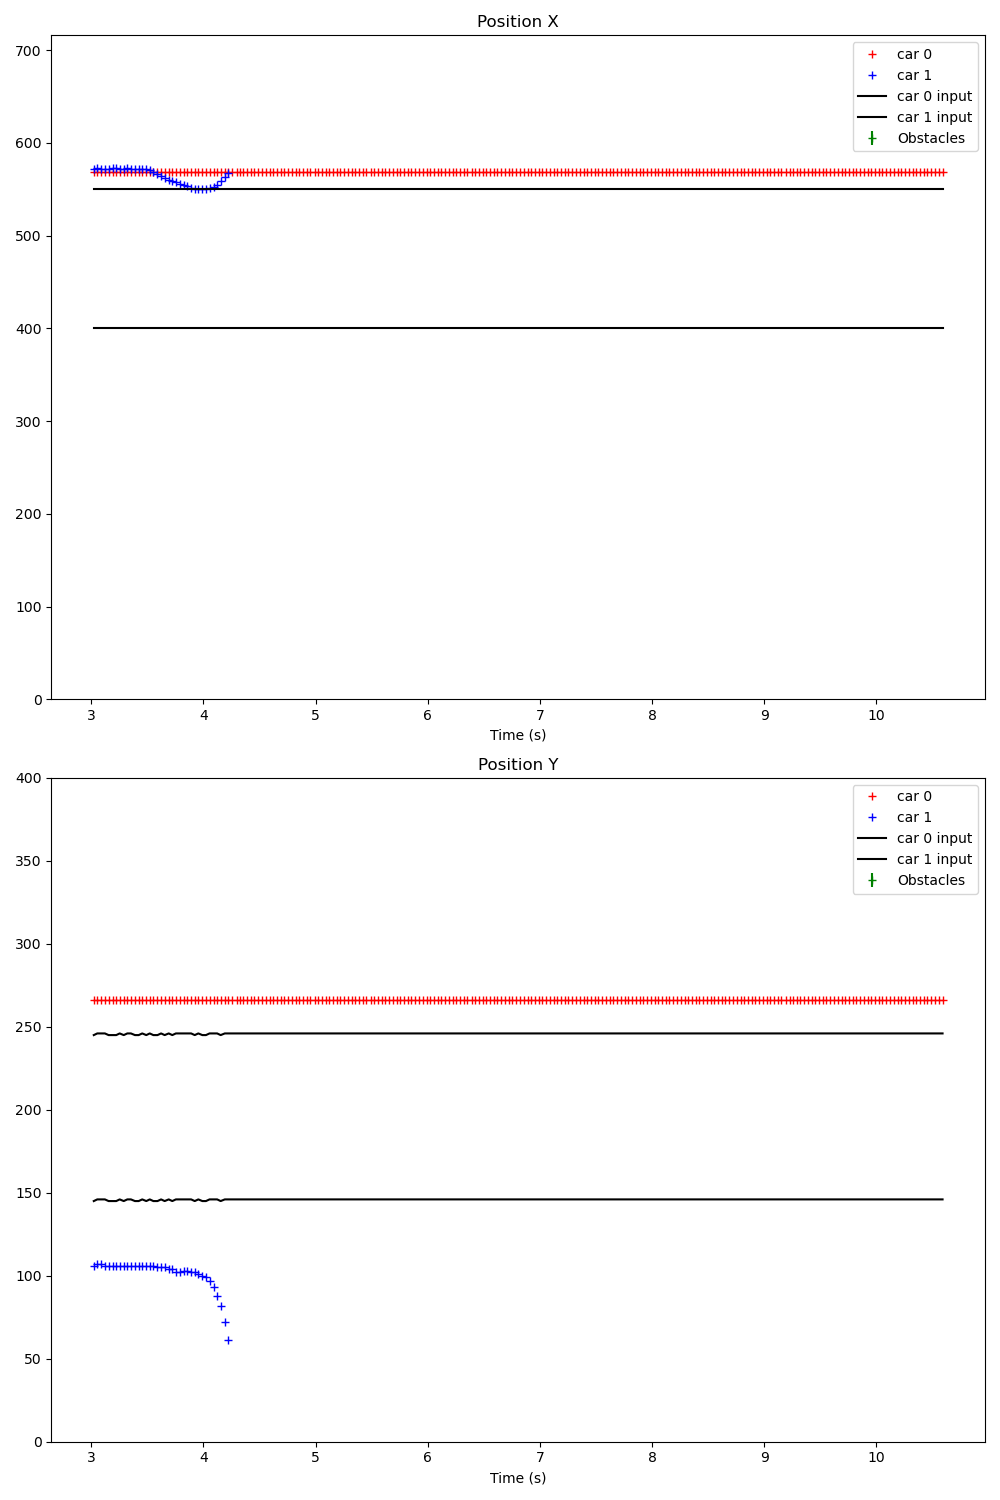 Position X
700
600
500
400
300
200
100
0
car 0
car 1
car 0 input
car 1 input
Obstacles
3 4 5 6 7 8 9 10
Time (s)
Position Y
400
350
300
250
200
150
100
50
0
car 0
car 1
car 0 input
car 1 input
Obstacles
3 4 5 6 7 8 9 10
Time (s)